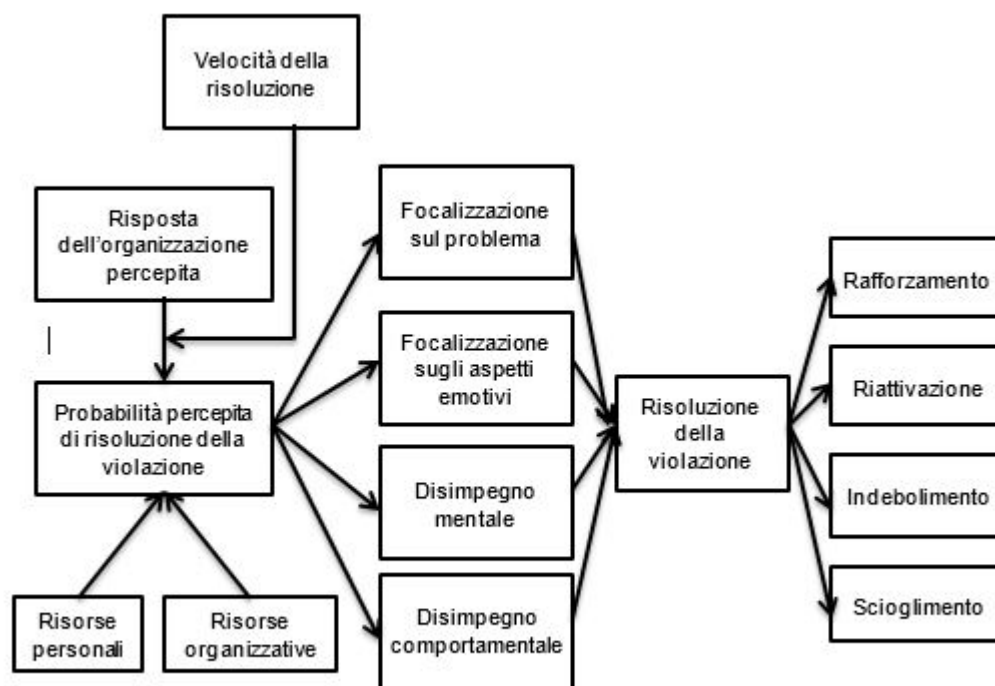 Velocità della
risoluzione
Risposta
dell'organizzazione
percepita
Probabilità percepita
di risoluzione della
violazione
Risorse
personali
Risorse
organizzative
Focalizzazione
sul problema
Focalizzazione
sugli aspetti
emotivi
Disimpegno
mentale
Disimpegno
comportamentale
Risoluzione
della
violazione
Rafforzamento
Riattivazione
Indebolimento
Scioglimento